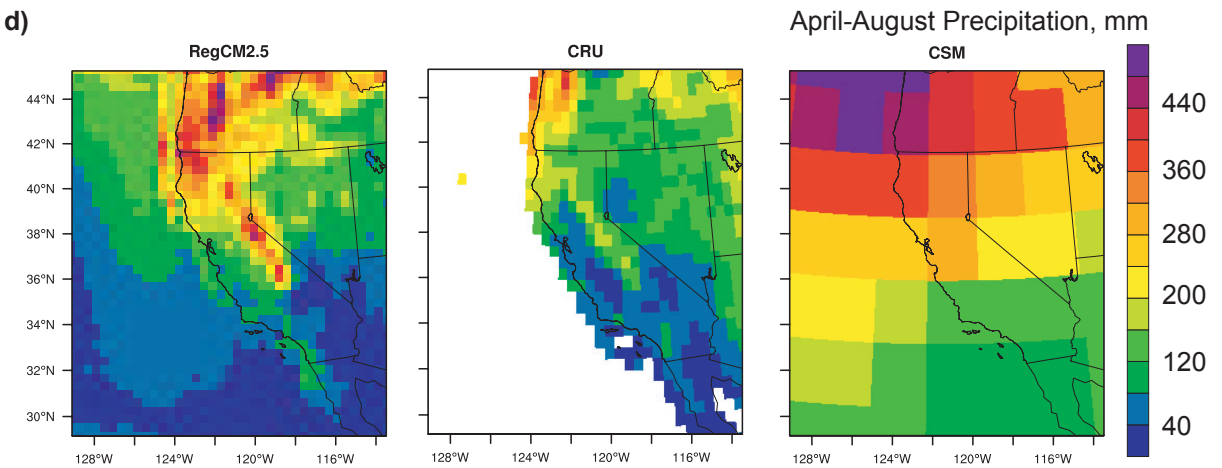 d)
April-August Precipitation, mm
RegCM2.5
CRU
CSM
44°N
42°N
40°N
38°N
36°N
34°N
32°N
30°N
440
360
280
200
120
40
128°W 124°W 120°W 116°W
128°W 124°W 120°W 116°W
128°W 124°W 120°W 116°W